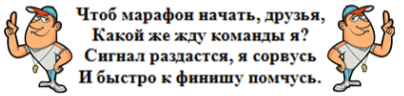 Чтоб марафон начать, друзья,
Какой же жду команды я?
Сигнал раздастся, я сорвусь
И быстро к финишу помчусь.